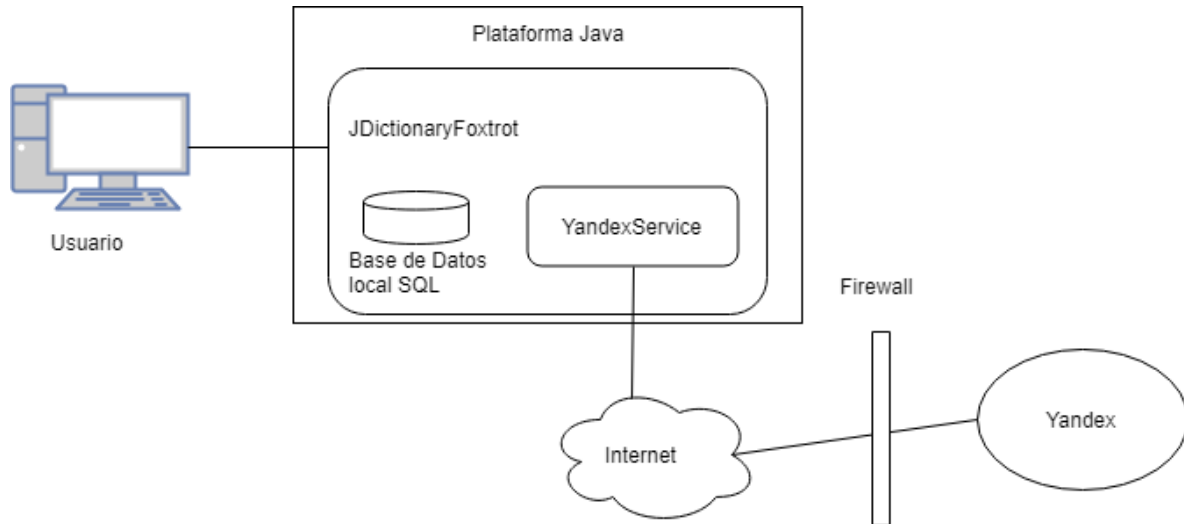 Plataforma Java
JDictionaryFoxtrot
Usuario
Base de Datos
local SQL
YandexService
Firewall
Internet
Yandex